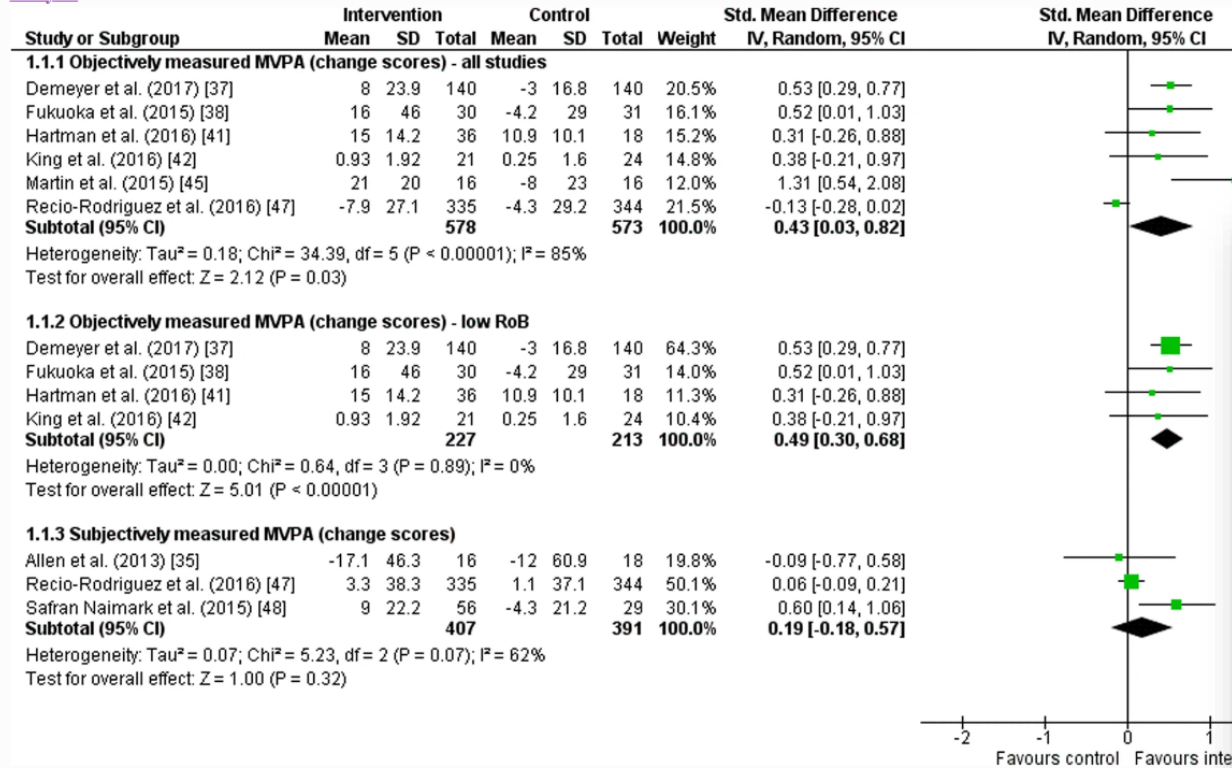 Intervention Control Std. Mean Difference Std. Mean Difference
Study or Subgroup Mean SD Total Mean SD Total Weight IV, Random, 95% CI IV, Random, 95% CI
1.1.1 Objectively measured MVPA (change scores) - all studies
Demeyer et al. (2017) [37] 8 23.9 140 -3 16.8 140 20.5% 0.53 [0.29, 0.77]
Fukuoka et al. (2015) [38] 16 46 30 -4.2 29 31 16.1% 0.52 [0.01, 1.03]
Hartman et al. (2016) [41] 15 14.2 36 10.9 10.1 18 15.2% 0.31 [-0.26, 0.88]
King et al. (2016) [42] 0.93 1.92 21 0.25 1.6 24 14.8% 0.38 [-0.21, 0.97]
Martin et al. (2015) [45] 21 20 16 -8 23 16 12.0% 1.31 [0.54, 2.08]
Recio-Rodriguez et al. (2016) [47] -7.9 27.1 335 -4.3 29.2 344 21.5% -0.13 [-0.28, 0.02]
Subtotal (95% CI) 578 573 100.0% 0.43 [0.03, 0.82]
Heterogeneity: Tau² = 0.18; Chi² = 34.39, df = 5 (P < 0.00001); I² = 85%
Test for overall effect: Z = 2.12 (P = 0.03)
1.1.2 Objectively measured MVPA (change scores) - low RoB
Demeyer et al. (2017) [37] 8 23.9 140 -3 16.8 140 64.3% 0.53 [0.29, 0.77]
Fukuoka et al. (2015) [38] 16 46 30 -4.2 29 31 14.0% 0.52 [0.01, 1.03]
Hartman et al. (2016) [41] 15 14.2 36 10.9 10.1 18 11.3% 0.31 [-0.26, 0.88]
King et al. (2016) [42] 0.93 1.92 21 0.25 1.6 24 10.4% 0.38 [-0.21, 0.97]
Subtotal (95% CI) 227 213 100.0% 0.49 [0.30, 0.68]
Heterogeneity: Tau² = 0.00; Chi² = 0.64, df = 3 (P = 0.89); I² = 0%
Test for overall effect: Z = 5.01 (P < 0.00001)
1.1.3 Subjectively measured MVPA (change scores)
Allen et al. (2013) [35] -17.1 46.3 16 -12 60.9 18 19.8% -0.09 [-0.77, 0.58]
Recio-Rodriguez et al. (2016) [47] 3.3 38.3 335 1.1 37.1 344 50.1% 0.06 [-0.09, 0.21]
Safran Naimark et al. (2015) [48] 9 22.2 56 -4.3 21.2 29 30.1% 0.60 [0.14, 1.06]
Subtotal (95% CI) 407 391 100.0% 0.19 [-0.18, 0.57]
Heterogeneity: Tau² = 0.07; Chi² = 5.23, df = 2 (P = 0.07); I² = 62%
Test for overall effect: Z = 1.00 (P = 0.32)
-2 -1 0 1
Favours control Favours inte